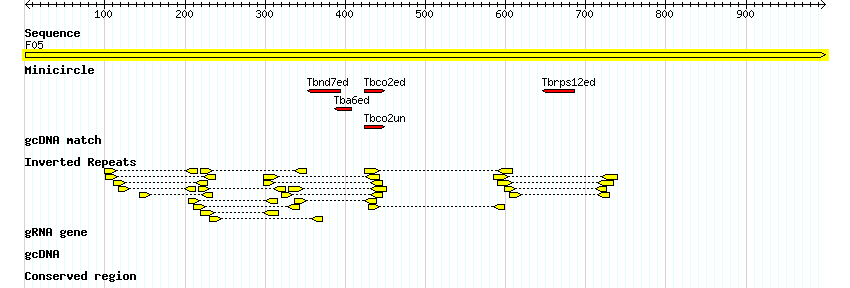 100 200 300 400 500 600 700 800 900
Sequence
F05
Minicircle
Tbnd7ed Tbco2ed Tbrps12ed
Tba6ed
Tbco2un
gcDNA match
Inverted Repeats
gRNA gene
gcDNA
Conserved region